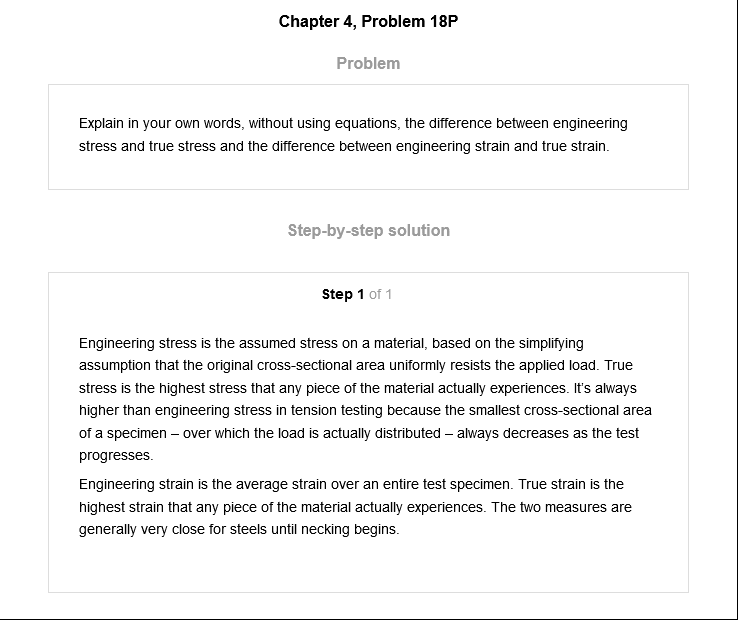 Chapter 4, Problem 18P
Problem
Explain in your own words, without using equations, the difference between engineering
stress and true stress and the difference between engineering strain and true strain.
Step-by-step solution
Step 1 of 1
Engineering stress is the assumed stress on a material, based on the simplifying
assumption that the original cross-sectional area uniformly resists the applied load. True
stress is the highest stress that any piece of the material actually experiences. It’s always
higher than engineering stress in tension testing because the smallest cross-sectional area
of a specimen – over which the load is actually distributed – always decreases as the test
progresses.
Engineering strain is the average strain over an entire test specimen. True strain is the
highest strain that any piece of the material actually experiences. The two measures are
generally very close for steels until necking begins.